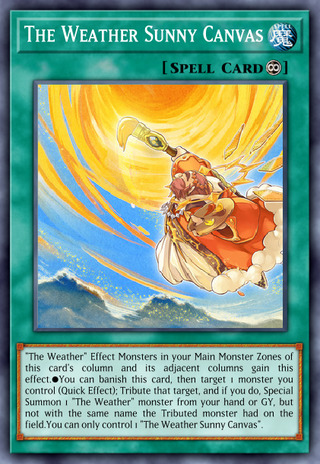 The Weather Sunny Canvas
魔
[Spell Card]
"The Weather" Effect Monsters in your Main Monster Zones of
this card's column and its adjacent columns gain this
effect.●You can banish this card, then target 1 monster you
control (Quick Effect); Tribute that target, and if you do, Special
Summon 1 "The Weather" monster from your hand or GY, but
not with the same name the Tributed monster had on the
field.You can only control 1 "The Weather Sunny Canvas".